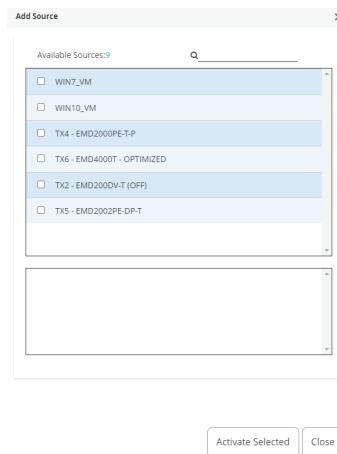 Add Source
Available Sources:9
WIN7_VM
WIN10_VM
TX4 - EMD2000PE-T-P
TX6 - EMD4000T - OPTIMIZED
TX2 - EMD200DV-T (OFF)
TX5 - EMD2002PE-DP-T
Activate Selected
Close